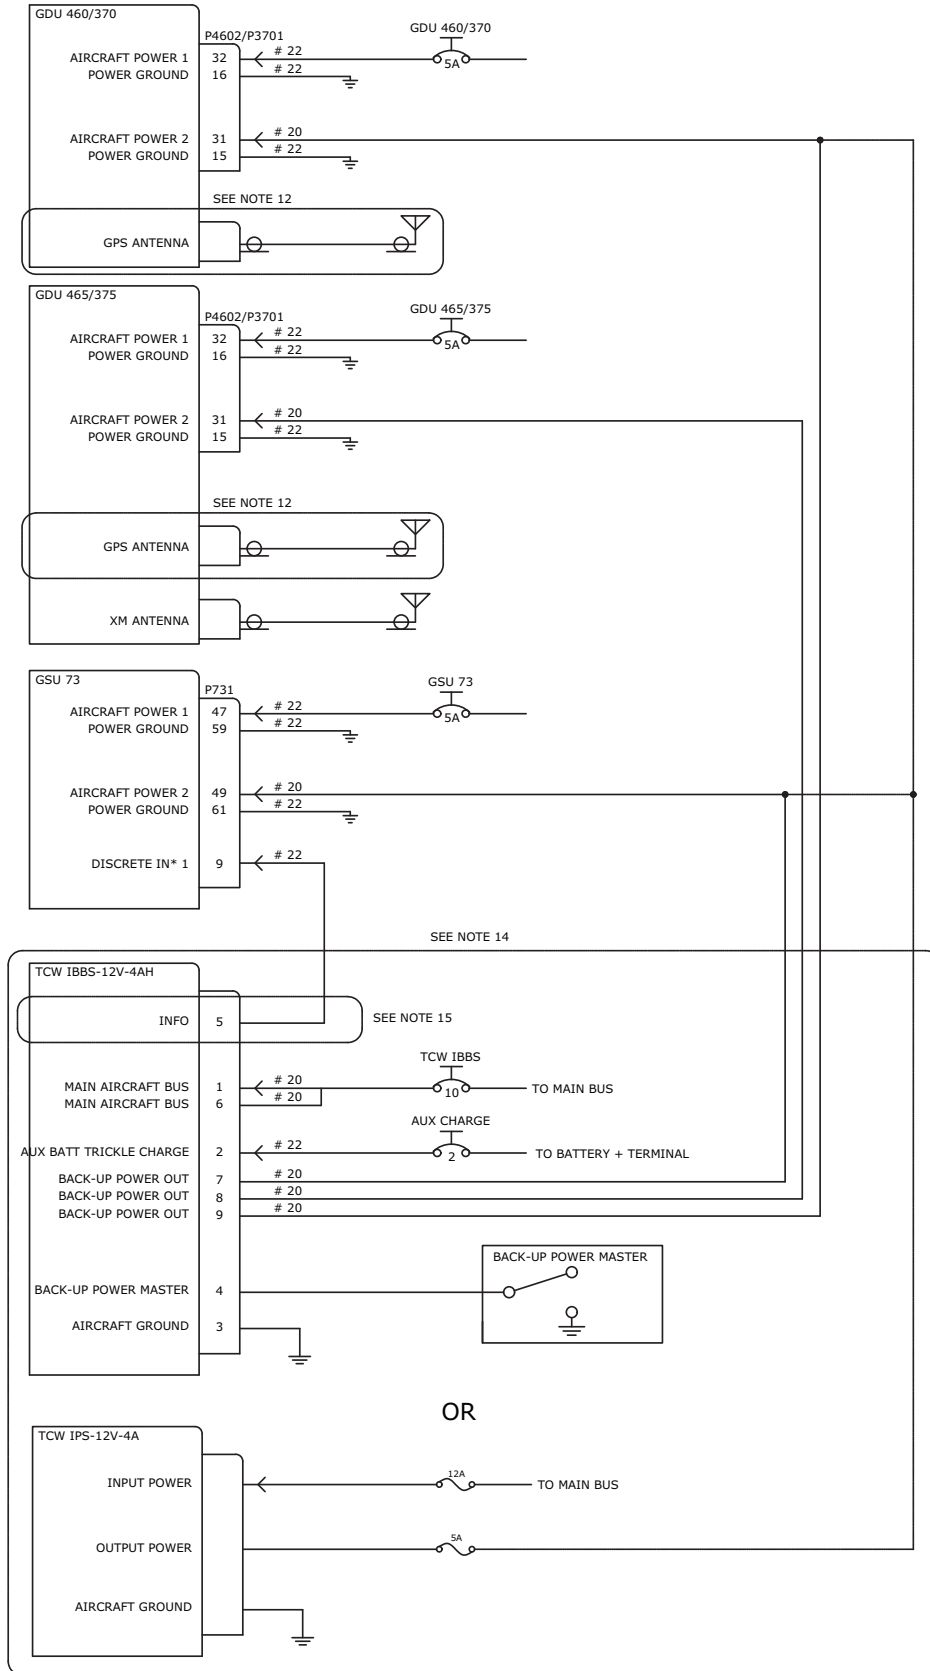 GDU 460/370
P4602/P3701
GDU 460/370
AIRCRAFT POWER 1 32 # 22 5A
POWER GROUND 16 # 22
AIRCRAFT POWER 2 31 # 20
POWER GROUND 15 # 22
SEE NOTE 12
GPS ANTENNA
GDU 465/375
P4602/P3701
GDU 465/375
AIRCRAFT POWER 1 32 # 22 5A
POWER GROUND 16 # 22
AIRCRAFT POWER 2 31 # 20
POWER GROUND 15 # 22
SEE NOTE 12
GPS ANTENNA
XM ANTENNA
GSU 73
P731
GSU 73
AIRCRAFT POWER 1 47 # 22 5A
POWER GROUND 59 # 22
AIRCRAFT POWER 2 49 # 20
POWER GROUND 61 # 22
DISCRETE IN* 1 9 # 22
SEE NOTE 14
TCW IBBS-12V-4AH
INFO 5 SEE NOTE 15
TCW IBBS
MAIN AIRCRAFT BUS 1 # 20 10 TO MAIN BUS
MAIN AIRCRAFT BUS 6 # 20
AUX CHARGE
AUX BATT TRICKLE CHARGE 2 # 22 2 TO BATTERY + TERMINAL
BACK-UP POWER OUT 7 # 20
BACK-UP POWER OUT 8 # 20
BACK-UP POWER OUT 9 # 20
BACK-UP POWER MASTER
BACK-UP POWER MASTER 4
AIRCRAFT GROUND 3
OR
TCW IPS-12V-4A
INPUT POWER 12A TO MAIN BUS
OUTPUT POWER 5A
AIRCRAFT GROUND